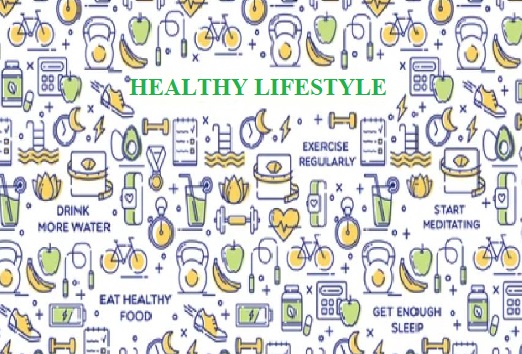 HEALTHY LIFESTYLE
EXERCISE
REGULARLY
DRINK
MORE WATER
START
MEDITATING
EAT HEALTHY
FOOD
GET ENOUGH
SLEEP